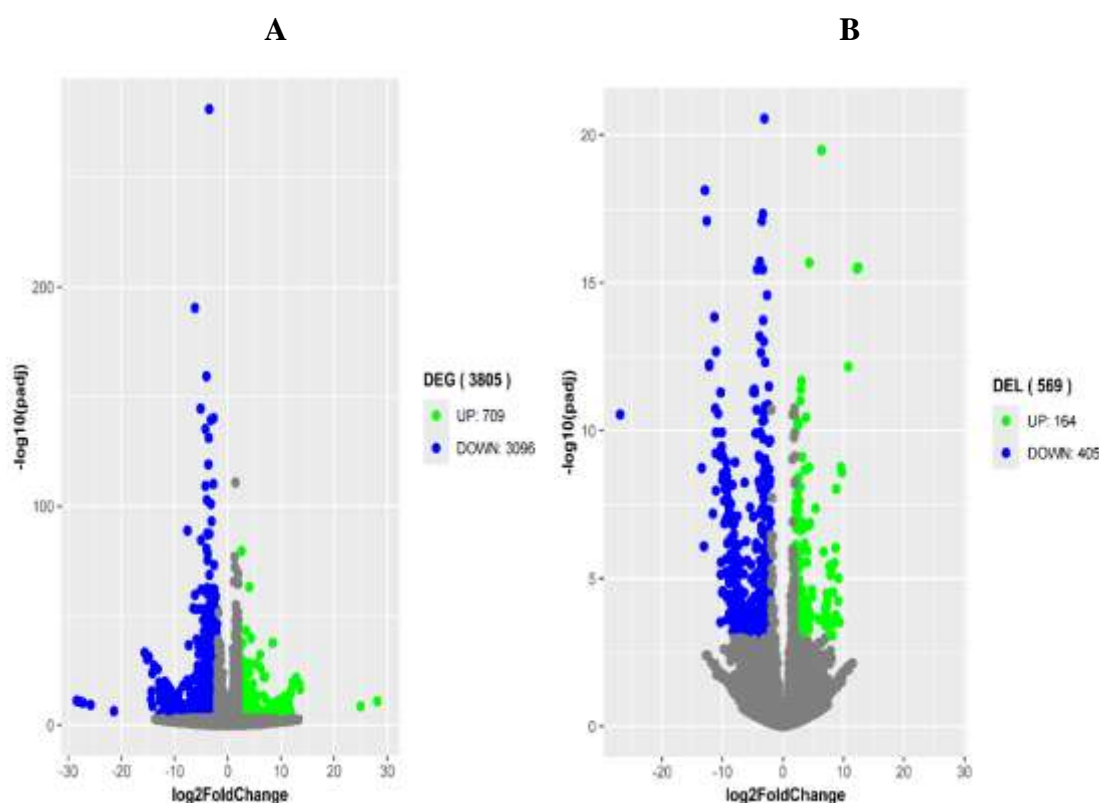 A
B
-log10(padj)
200
100
0
-30
-20
-10
0
10
20
30
log2FoldChange
DEG ( 3805 )
UP: 709
DOWN: 3096
-log10(padj)
20
15
10
5
0
-20
-10
0
10
20
30
log2FoldChange
DEL ( 569 )
UP: 164
DOWN: 405